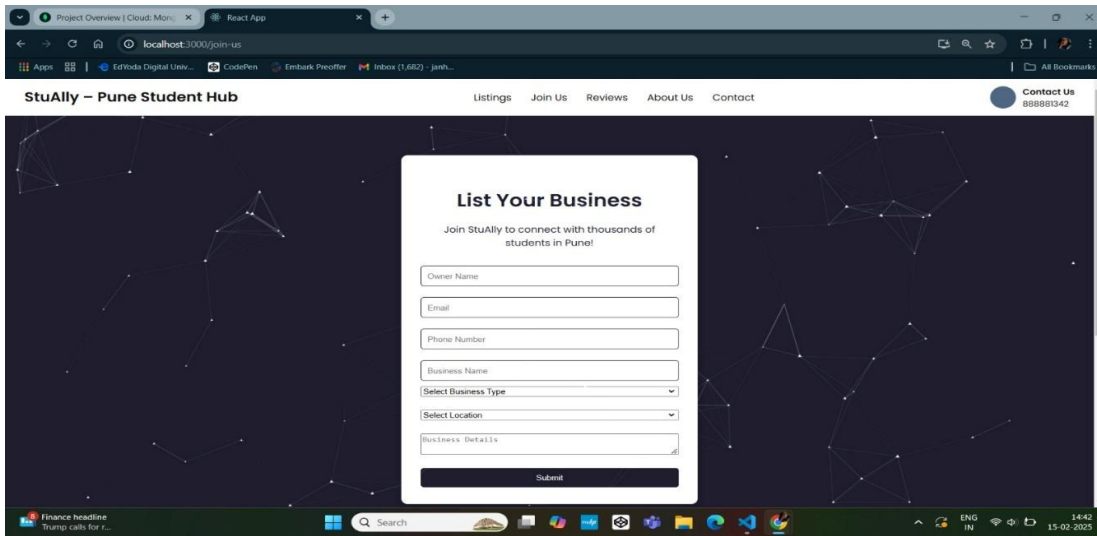 Project Overview | Cloud: Mong
React App
localhost:3000/join-us
Apps
EdYoda Digital Univ...
CodePen
Embark Preoffer
Inbox (1,682) - janh...
All Bookmarks
StuAlly – Pune Student Hub
Listings
Join Us
Reviews
About Us
Contact
Contact Us
888881342
List Your Business
Join StuAlly to connect with thousands of
students in Pune!
Owner Name
Email
Phone Number
Business Name
Select Business Type
Select Location
Business Details
Submit
8
Finance headline
Trump calls for r...
Search
ENG
IN
14:42
15-02-2025